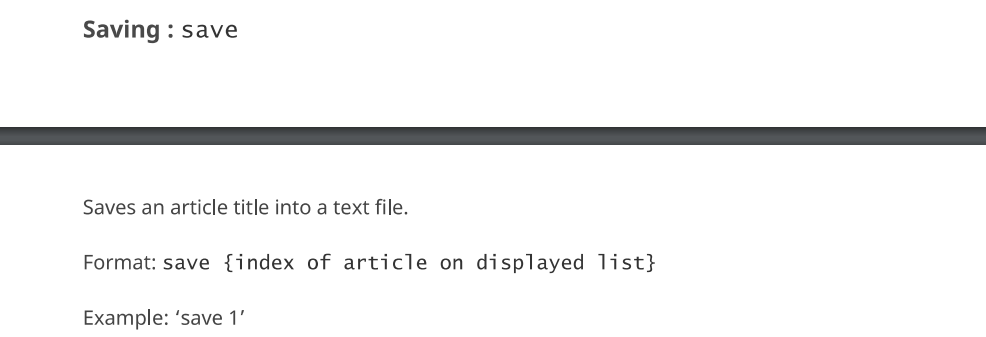 Saving : save
Saves an article title into a text file.
Format: save {index of article on displayed list}
Example: ‘save 1’